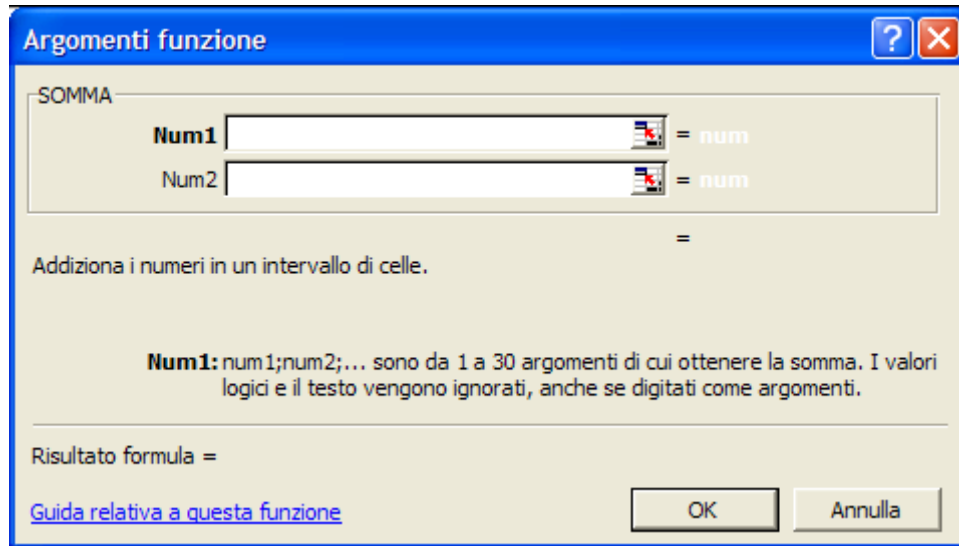 Argomenti funzione
SOMMA
Num1 = num
Num2 = num
=
Addiziona i numeri in un intervallo di celle.
Num1: num1;num2;... sono da 1 a 30 argomenti di cui ottenere la somma. I valori
logici e il testo vengono ignorati, anche se digitati come argomenti.
Risultato formula =
Guida relativa a questa funzione
OK
Annulla